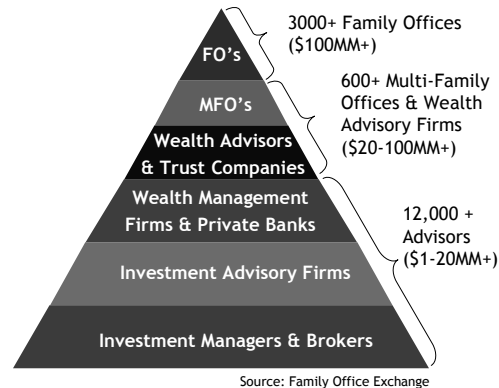 FO's
MFO's
Wealth Advisors
& Trust Companies
Wealth Management
Firms & Private Banks
Investment Advisory Firms
Investment Managers & Brokers
3000+ Family Offices
($100MM+)
600+ Multi-Family
Offices & Wealth
Advisory Firms
($20-100MM+)
12,000 +
Advisors
($1-20MM+)
Source: Family Office Exchange